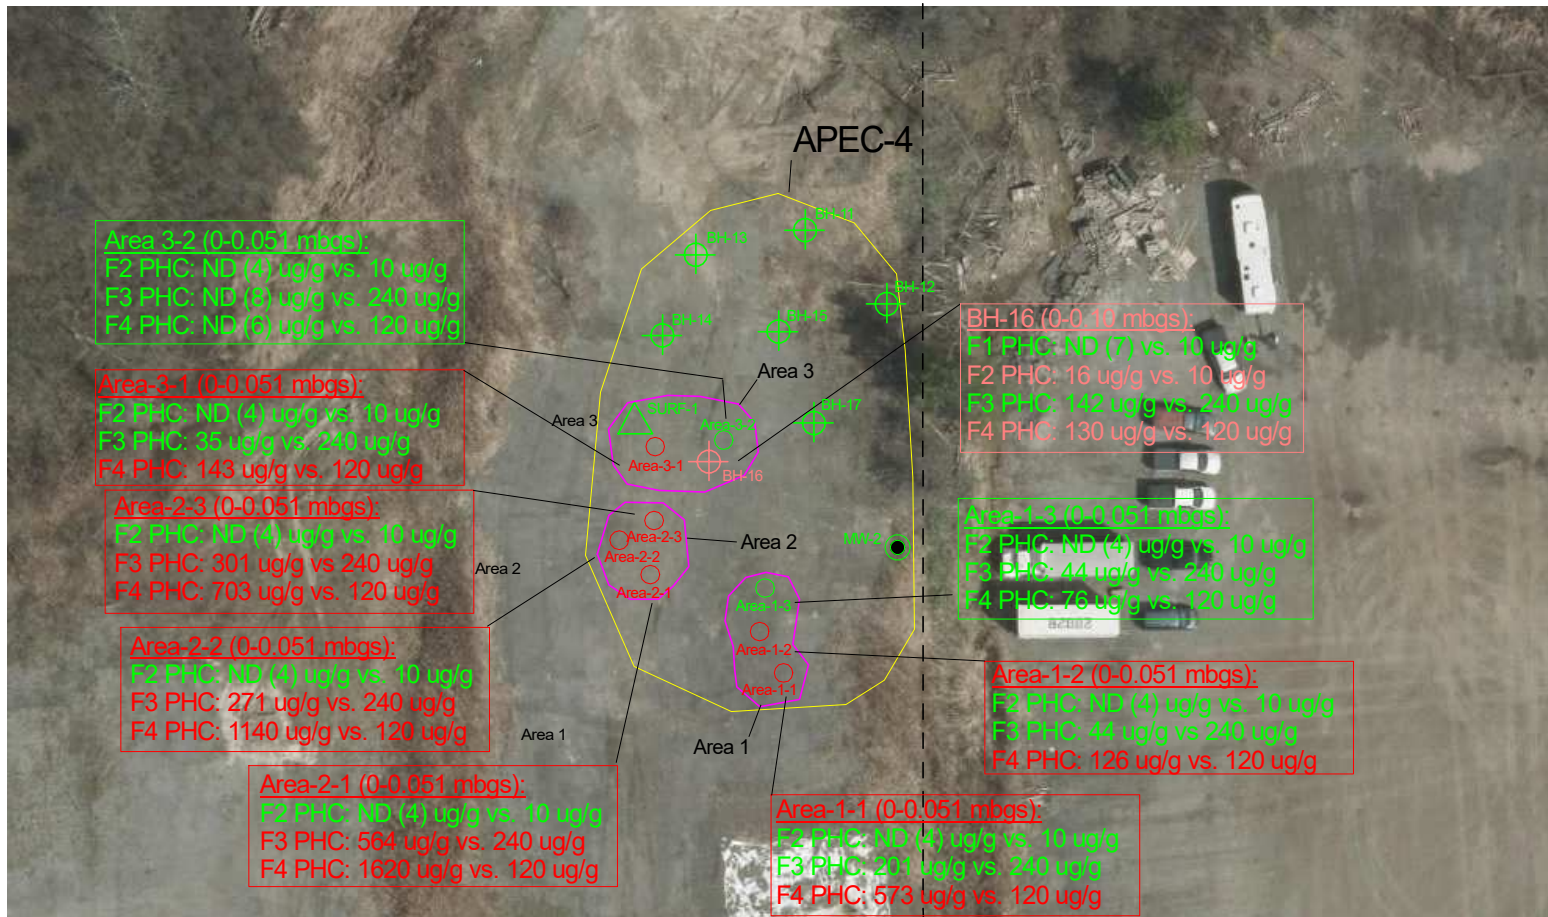 APEC-4
BH-11
BH-13
BH-12
BH-14
BH-15
Area 3-2 (0-0.051 mbgs):
F2 PHC: ND (4) ug/g vs. 10 ug/g
F3 PHC: ND (8) ug/g vs. 240 ug/g
F4 PHC: ND (6) ug/g vs. 120 ug/g
BH-16 (0-0.10 mbgs):
F1 PHC: ND (7) vs. 10 ug/g
F2 PHC: 16 ug/g vs. 10 ug/g
F3 PHC: 142 ug/g vs. 240 ug/g
F4 PHC: 130 ug/g vs. 120 ug/g
Area 3
Area 3
SURF-1
Area-3-2
BH-17
Area-3-1
BH-16
Area-3-1 (0-0.051 mbgs):
F2 PHC: ND (4) ug/g vs. 10 ug/g
F3 PHC: 35 ug/g vs. 240 ug/g
F4 PHC: 143 ug/g vs. 120 ug/g
Area-2-3 (0-0.051 mbgs):
F2 PHC: ND (4) ug/g vs. 10 ug/g
F3 PHC: 301 ug/g vs 240 ug/g
F4 PHC: 703 ug/g vs. 120 ug/g
Area-2-3
Area-2-2
Area-2-1
Area 2
Area 2
MW-2
Area-1-3 (0-0.051 mbgs):
F2 PHC: ND (4) ug/g vs. 10 ug/g
F3 PHC: 44 ug/g vs. 240 ug/g
F4 PHC: 76 ug/g vs. 120 ug/g
Area-1-3
Area-1-2
Area-1-1
Area-2-2 (0-0.051 mbgs):
F2 PHC: ND (4) ug/g vs. 10 ug/g
F3 PHC: 271 ug/g vs. 240 ug/g
F4 PHC: 1140 ug/g vs. 120 ug/g
Area-1-2 (0-0.051 mbgs):
F2 PHC: ND (4) ug/g vs. 10 ug/g
F3 PHC: 44 ug/g vs 240 ug/g
F4 PHC: 126 ug/g vs. 120 ug/g
Area 1
Area 1
Area-2-1 (0-0.051 mbgs):
F2 PHC: ND (4) ug/g vs. 10 ug/g
F3 PHC: 564 ug/g vs. 240 ug/g
F4 PHC: 1620 ug/g vs. 120 ug/g
Area-1-1 (0-0.051 mbgs):
F2 PHC: ND (4) ug/g vs. 10 ug/g
F3 PHC: 201 ug/g vs. 240 ug/g
F4 PHC: 573 ug/g vs. 120 ug/g